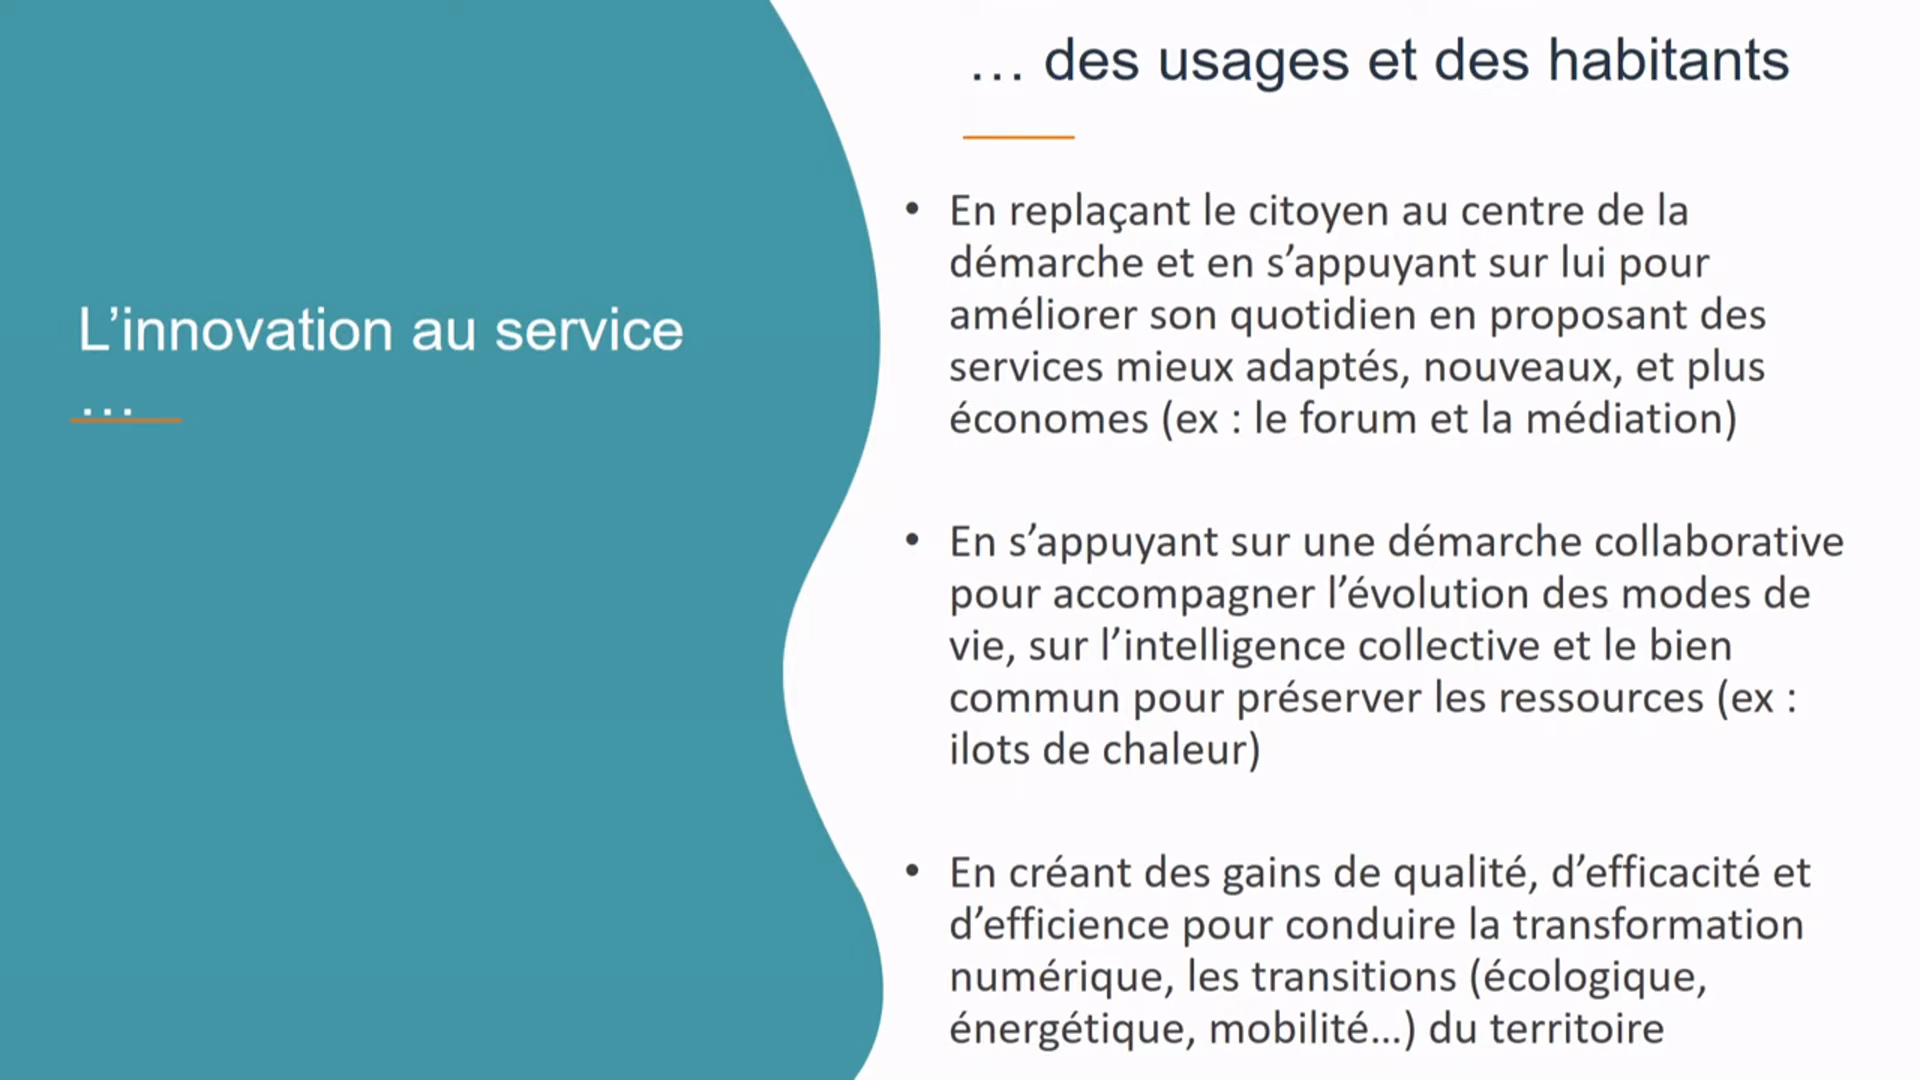 L’innovation au service
...
… des usages et des habitants
• En replaçant le citoyen au centre de la
démarche et en s’appuyant sur lui pour
améliorer son quotidien en proposant des
services mieux adaptés, nouveaux, et plus
économes (ex : le forum et la médiation)
• En s’appuyant sur une démarche collaborative
pour accompagner l’évolution des modes de
vie, sur l’intelligence collective et le bien
commun pour préserver les ressources (ex :
ilots de chaleur)
• En créant des gains de qualité, d’efficacité et
d’efficience pour conduire la transformation
numérique, les transitions (écologique,
énergétique, mobilité…) du territoire